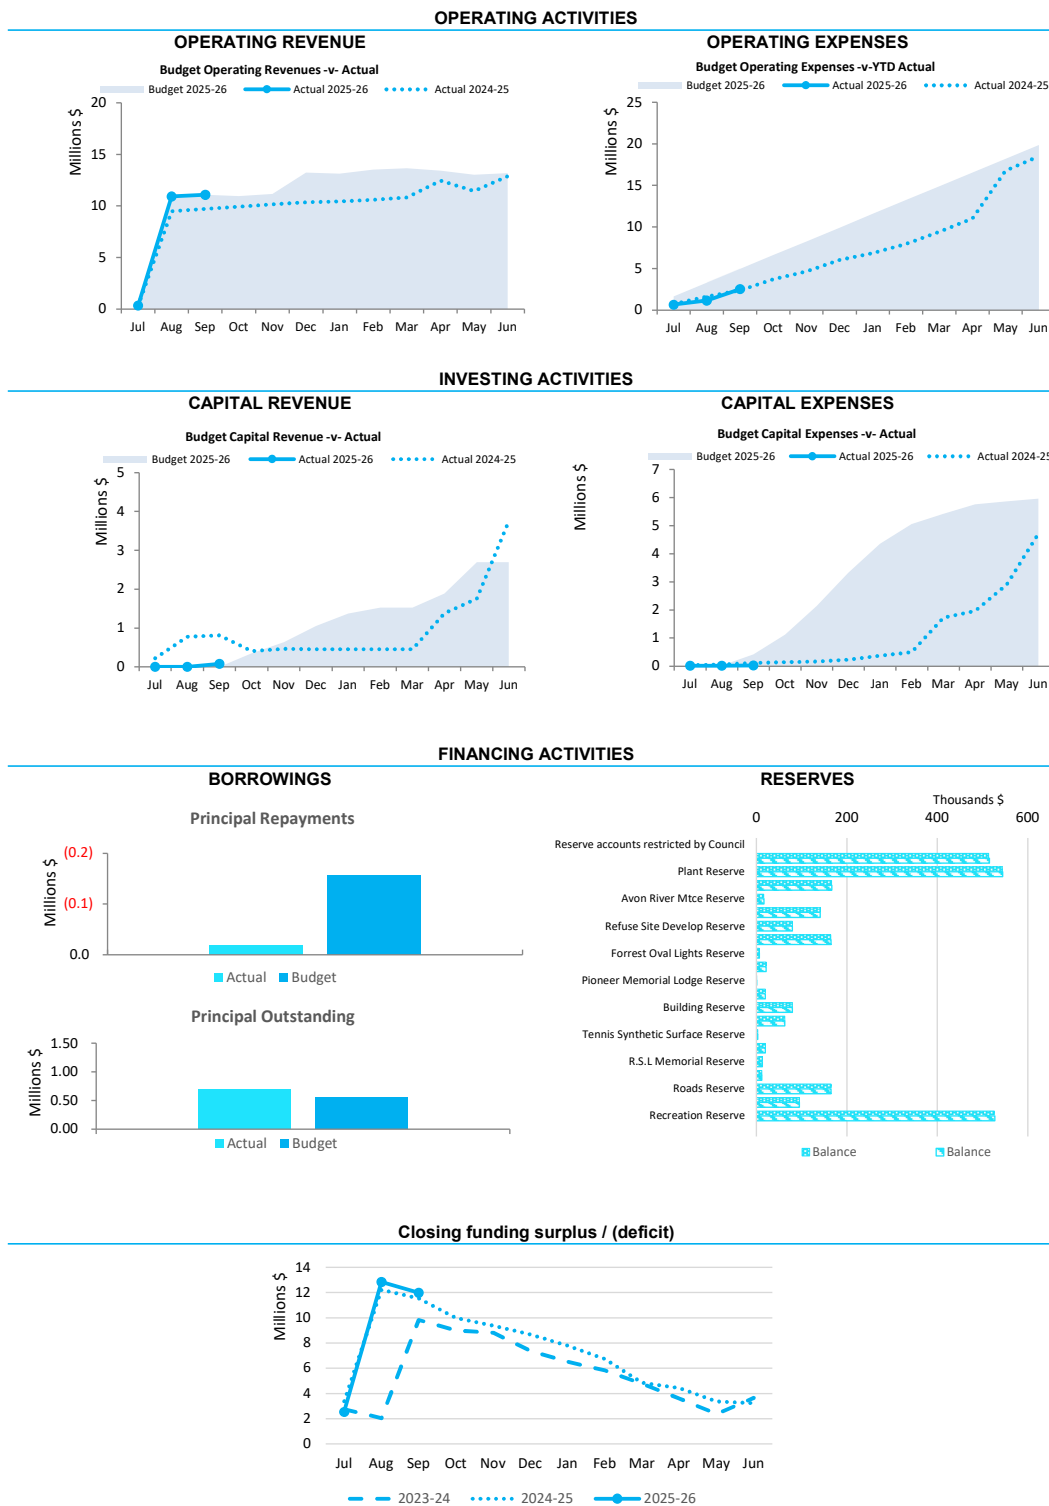 OPERATING ACTIVITIES
OPERATING REVENUE
Budget Operating Revenues -v- Actual
Budget 2025-26 Actual 2025-26 Actual 2024-25
Millions $
20
15
10
5
0
Jul Aug Sep Oct Nov Dec Jan Feb Mar Apr May Jun
OPERATING EXPENSES
Budget Operating Expenses -v-YTD Actual
Budget 2025-26 Actual 2025-26 Actual 2024-25
Millions $
25
20
15
10
5
0
Jul Aug Sep Oct Nov Dec Jan Feb Mar Apr May Jun
INVESTING ACTIVITIES
CAPITAL REVENUE
Budget Capital Revenue -v- Actual
Budget 2025-26 Actual 2025-26 Actual 2024-25
Millions $
5
4
3
2
1
0
Jul Aug Sep Oct Nov Dec Jan Feb Mar Apr May Jun
CAPITAL EXPENSES
Budget Capital Expenses -v- Actual
Budget 2025-26 Actual 2025-26 Actual 2024-25
Millions $
7
6
5
4
3
2
1
0
Jul Aug Sep Oct Nov Dec Jan Feb Mar Apr May Jun
FINANCING ACTIVITIES
BORROWINGS
Principal Repayments
Millions $
(0.2)
(0.1)
0.0
Actual Budget
Principal Outstanding
Millions $
1.50
1.00
0.50
0.00
Actual Budget
RESERVES
Thousands $
0 200 400 600
Reserve accounts restricted by Council
Plant Reserve
Avon River Mtce Reserve
Refuse Site Develop Reserve
Forrest Oval Lights Reserve
Pioneer Memorial Lodge Reserve
Building Reserve
Tennis Synthetic Surface Reserve
R.S.L Memorial Reserve
Roads Reserve
Recreation Reserve
Balance Balance
Closing funding surplus / (deficit)
Millions $
14
12
10
8
6
4
2
0
Jul Aug Sep Oct Nov Dec Jan Feb Mar Apr May Jun
2023-24 2024-25 2025-26